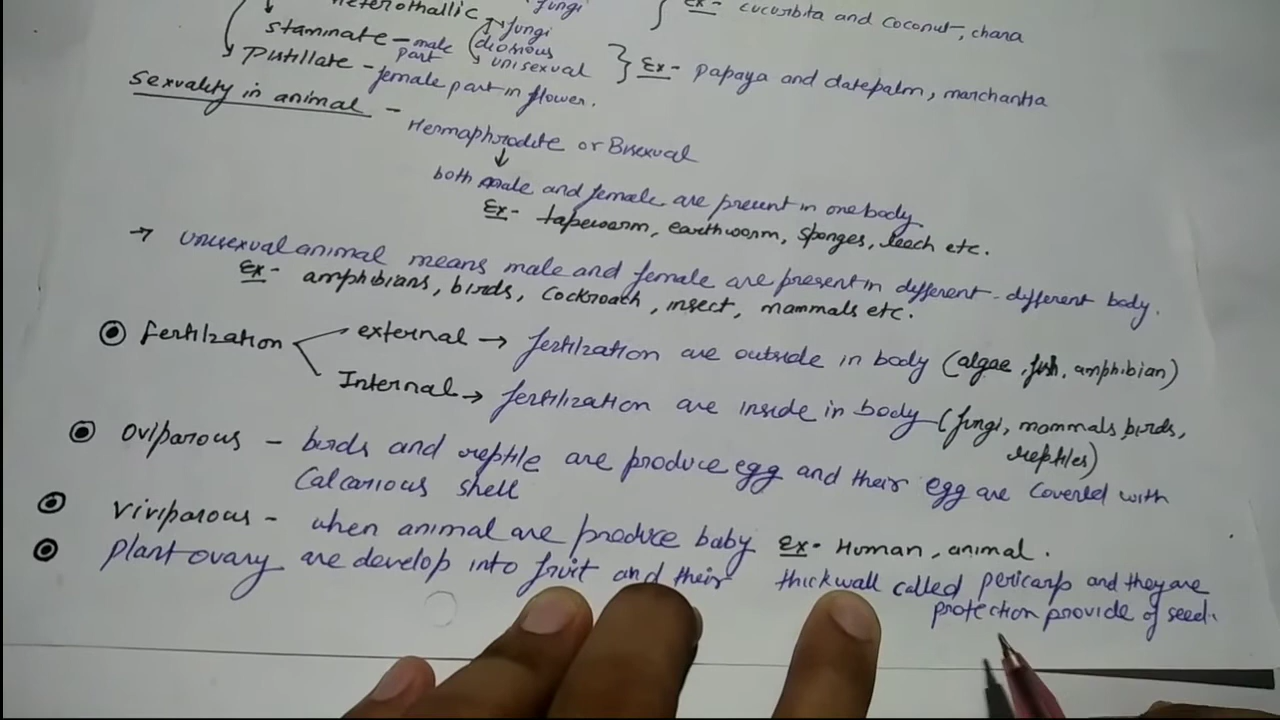 Heterothallic fungi Ex- cucurbita and coconut, chara
Staminate - male part fungi
dioious
unisexual
Pistillate - female part in flower. Ex- papaya and datepalm, marchantia
Sexuality in animal -
Hermaphrodite or Bisexual
both male and female are present in one body
Ex- tapeworm, earthworm, sponges, leech etc.
→ Unisexual animal means male and female are present in different-different body.
Ex- amphibians, birds, Cockroach, insect, mammals etc.
Fertilization external → fertilzation are outside in body (algae, fish, amphibian)
Internal → fertilzation are inside in body (fungi, mammals, birds,
reptiles)
Oviparous - birds and reptile are produce egg and their egg are Covered with
Calcarious shell
Viviparous - when animal are produce baby Ex- Human, animal.
Plant ovary are develop into fruit and their thickwall called pericarp and they are
protection provide of seed.